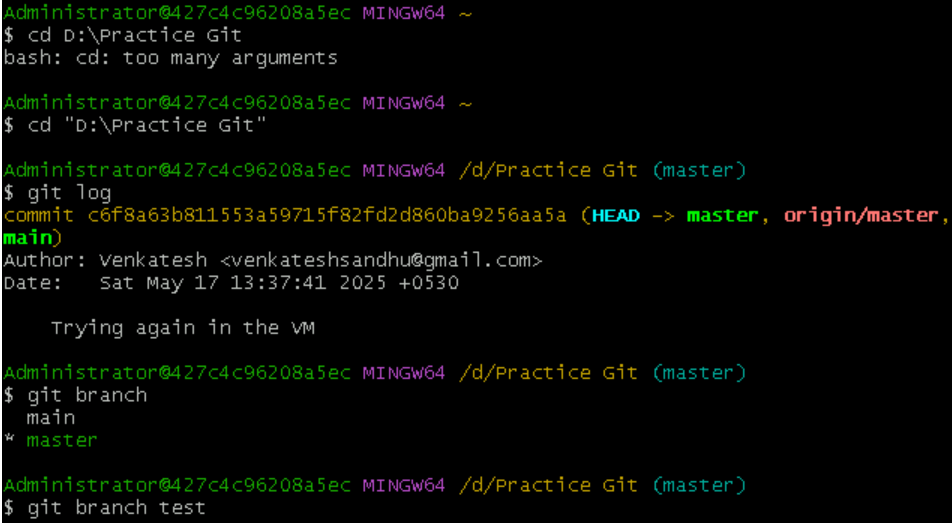 Administrator@427c4c96208a5ec MINGW64 ~
$ cd D:\Practice Git
bash: cd: too many arguments
Administrator@427c4c96208a5ec MINGW64 ~
$ cd "D:\Practice Git"
Administrator@427c4c96208a5ec MINGW64 /d/Practice Git (master)
$ git log
commit c6f8a63b811553a59715f82fd2d860ba9256aa5a (HEAD -> master, origin/master,
main)
Author: Venkatesh <venkateshsandhu@gmail.com>
Date:   Sat May 17 13:37:41 2025 +0530
    Trying again in the VM
Administrator@427c4c96208a5ec MINGW64 /d/Practice Git (master)
$ git branch
  main
* master
Administrator@427c4c96208a5ec MINGW64 /d/Practice Git (master)
$ git branch test